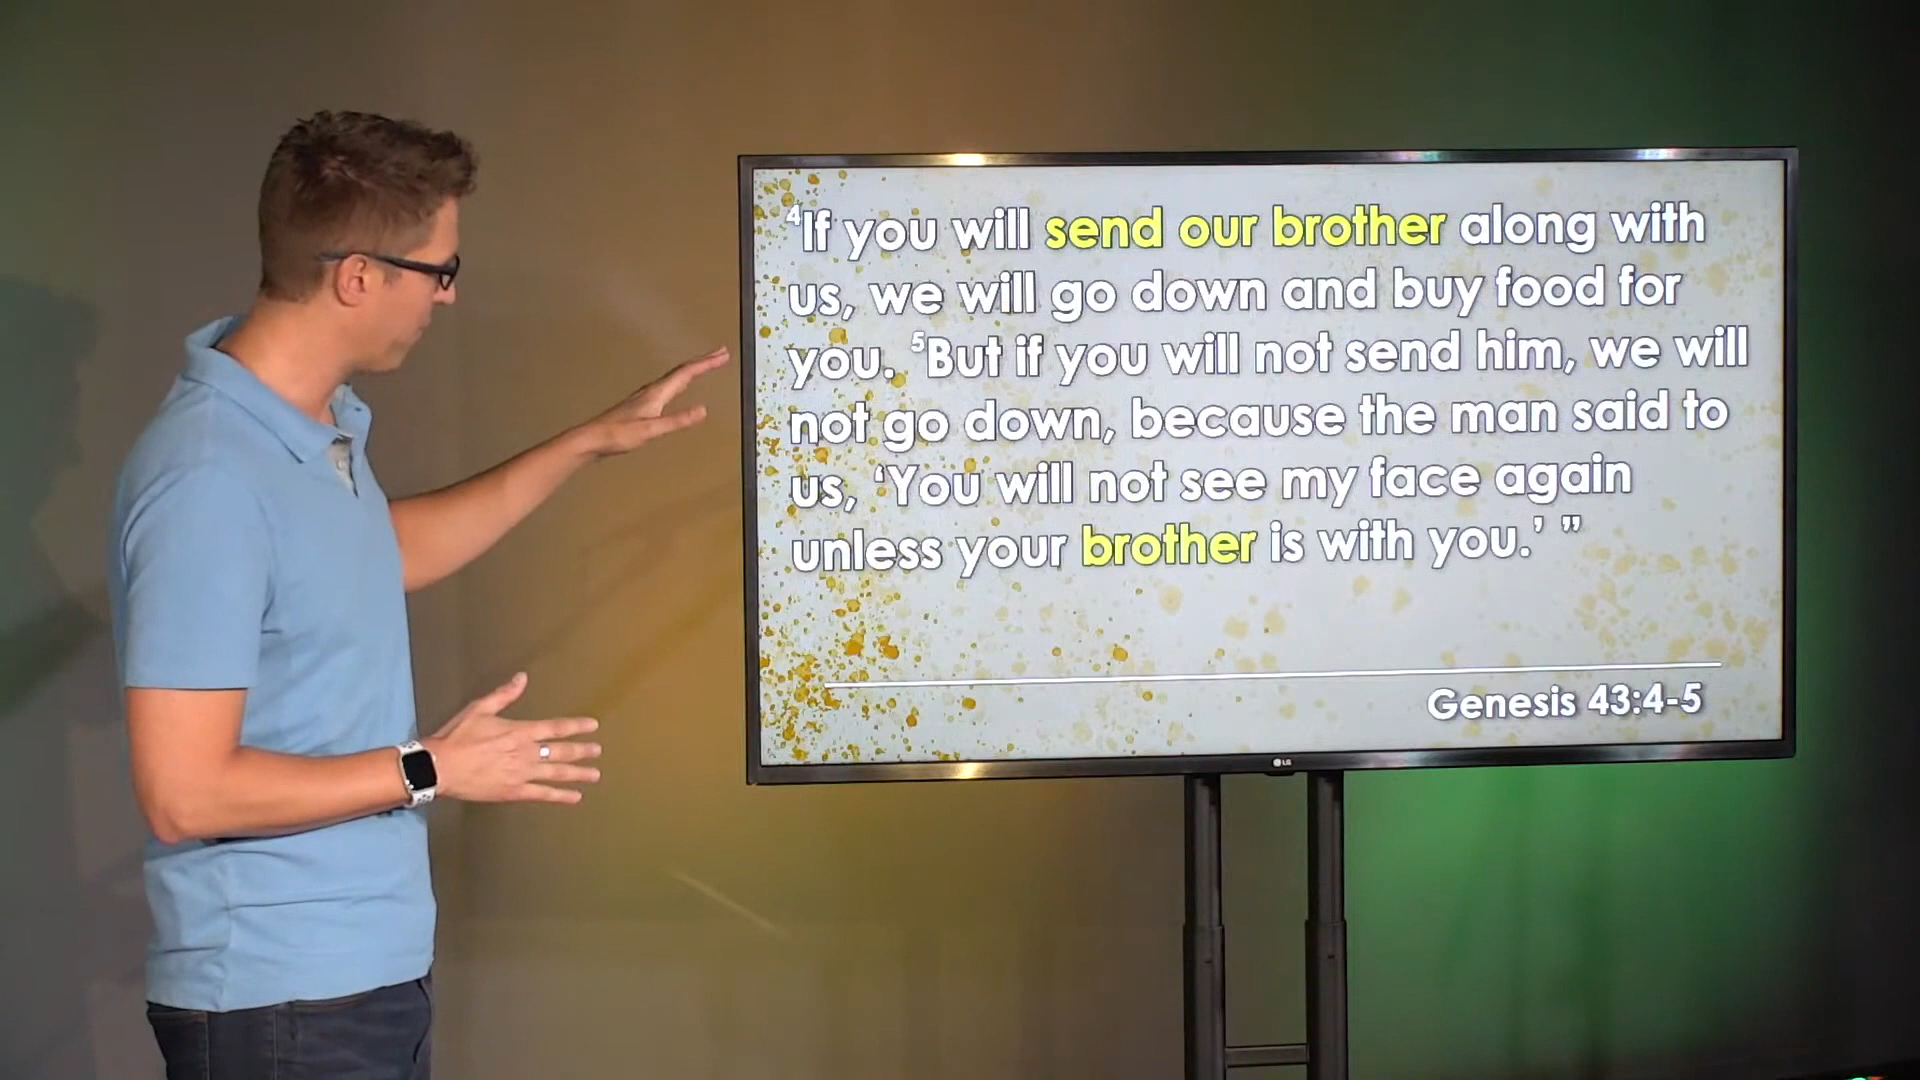 ⁴If you will send our brother along with
us, we will go down and buy food for
you. ⁵But if you will not send him, we will
not go down, because the man said to
us, ‘You will not see my face again
unless your brother is with you.’ ”
Genesis 43:4-5
LG